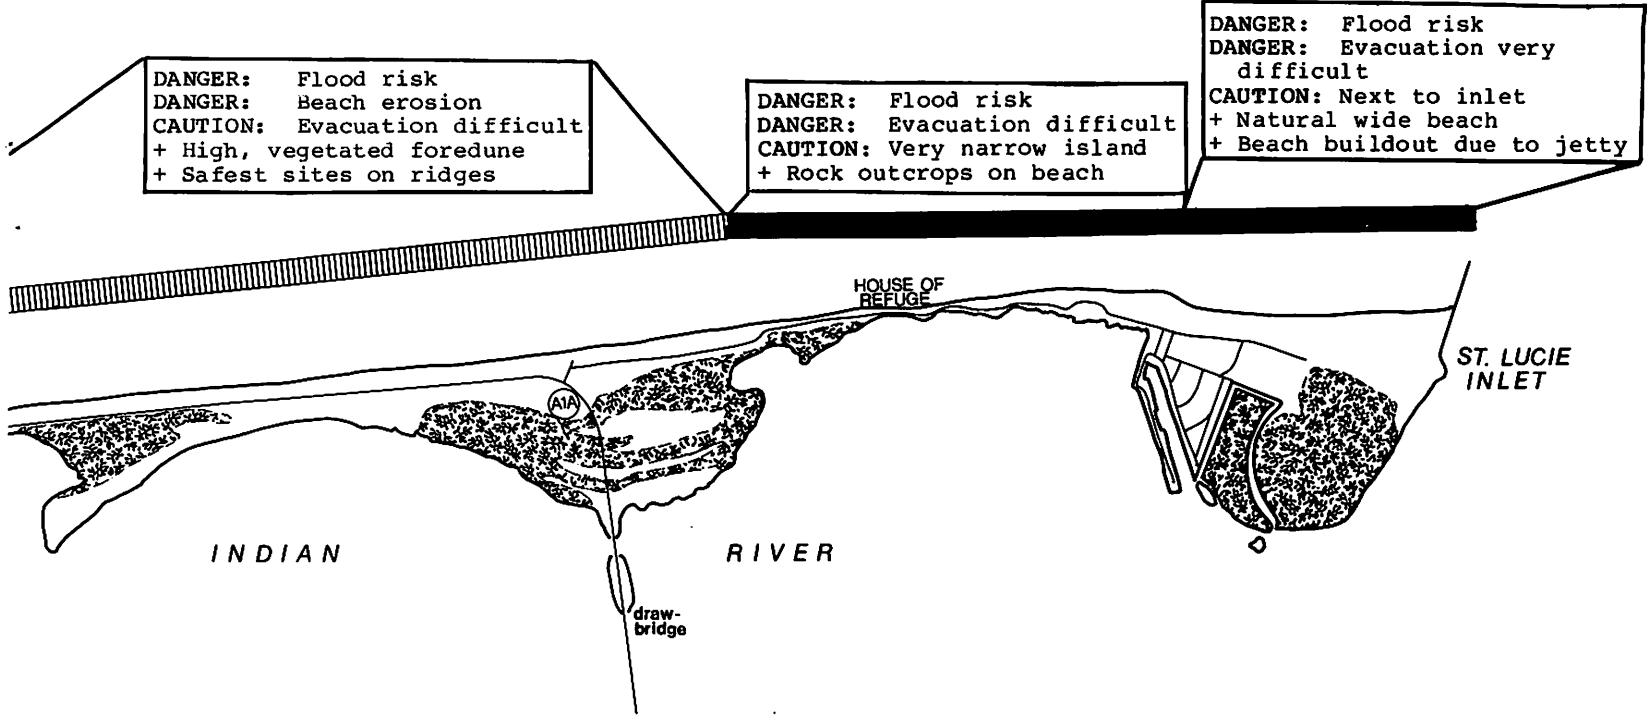 DANGER: Flood risk
DANGER: Beach erosion
CAUTION: Evacuation difficult
+ High, vegetated foredune
+ Safest sites on ridges
DANGER: Flood risk
DANGER: Evacuation difficult
CAUTION: Very narrow island
+ Rock outcrops on beach
DANGER: Flood risk
DANGER: Evacuation very
difficult
CAUTION: Next to inlet
+ Natural wide beach
+ Beach buildout due to jetty
HOUSE OF
REFUGE
ST. LUCIE
INLET
A1A
INDIAN RIVER
draw-
bridge